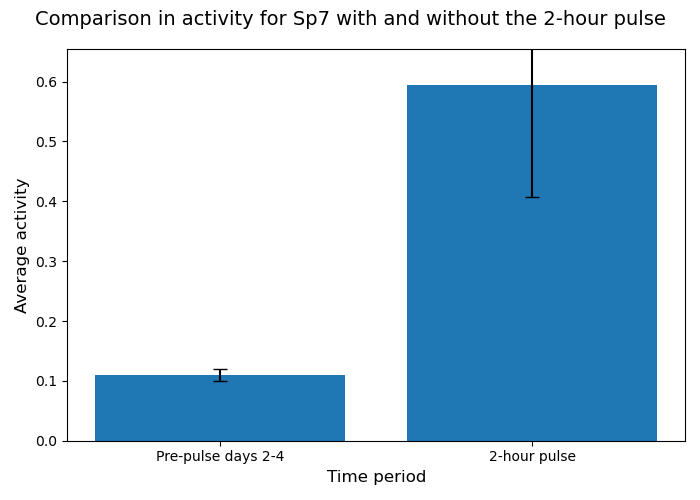 Comparison in activity for Sp7 with and without the 2-hour pulse
Average activity
0.6
0.5
0.4
0.3
0.2
0.1
0.0
Pre-pulse days 2-4
2-hour pulse
Time period